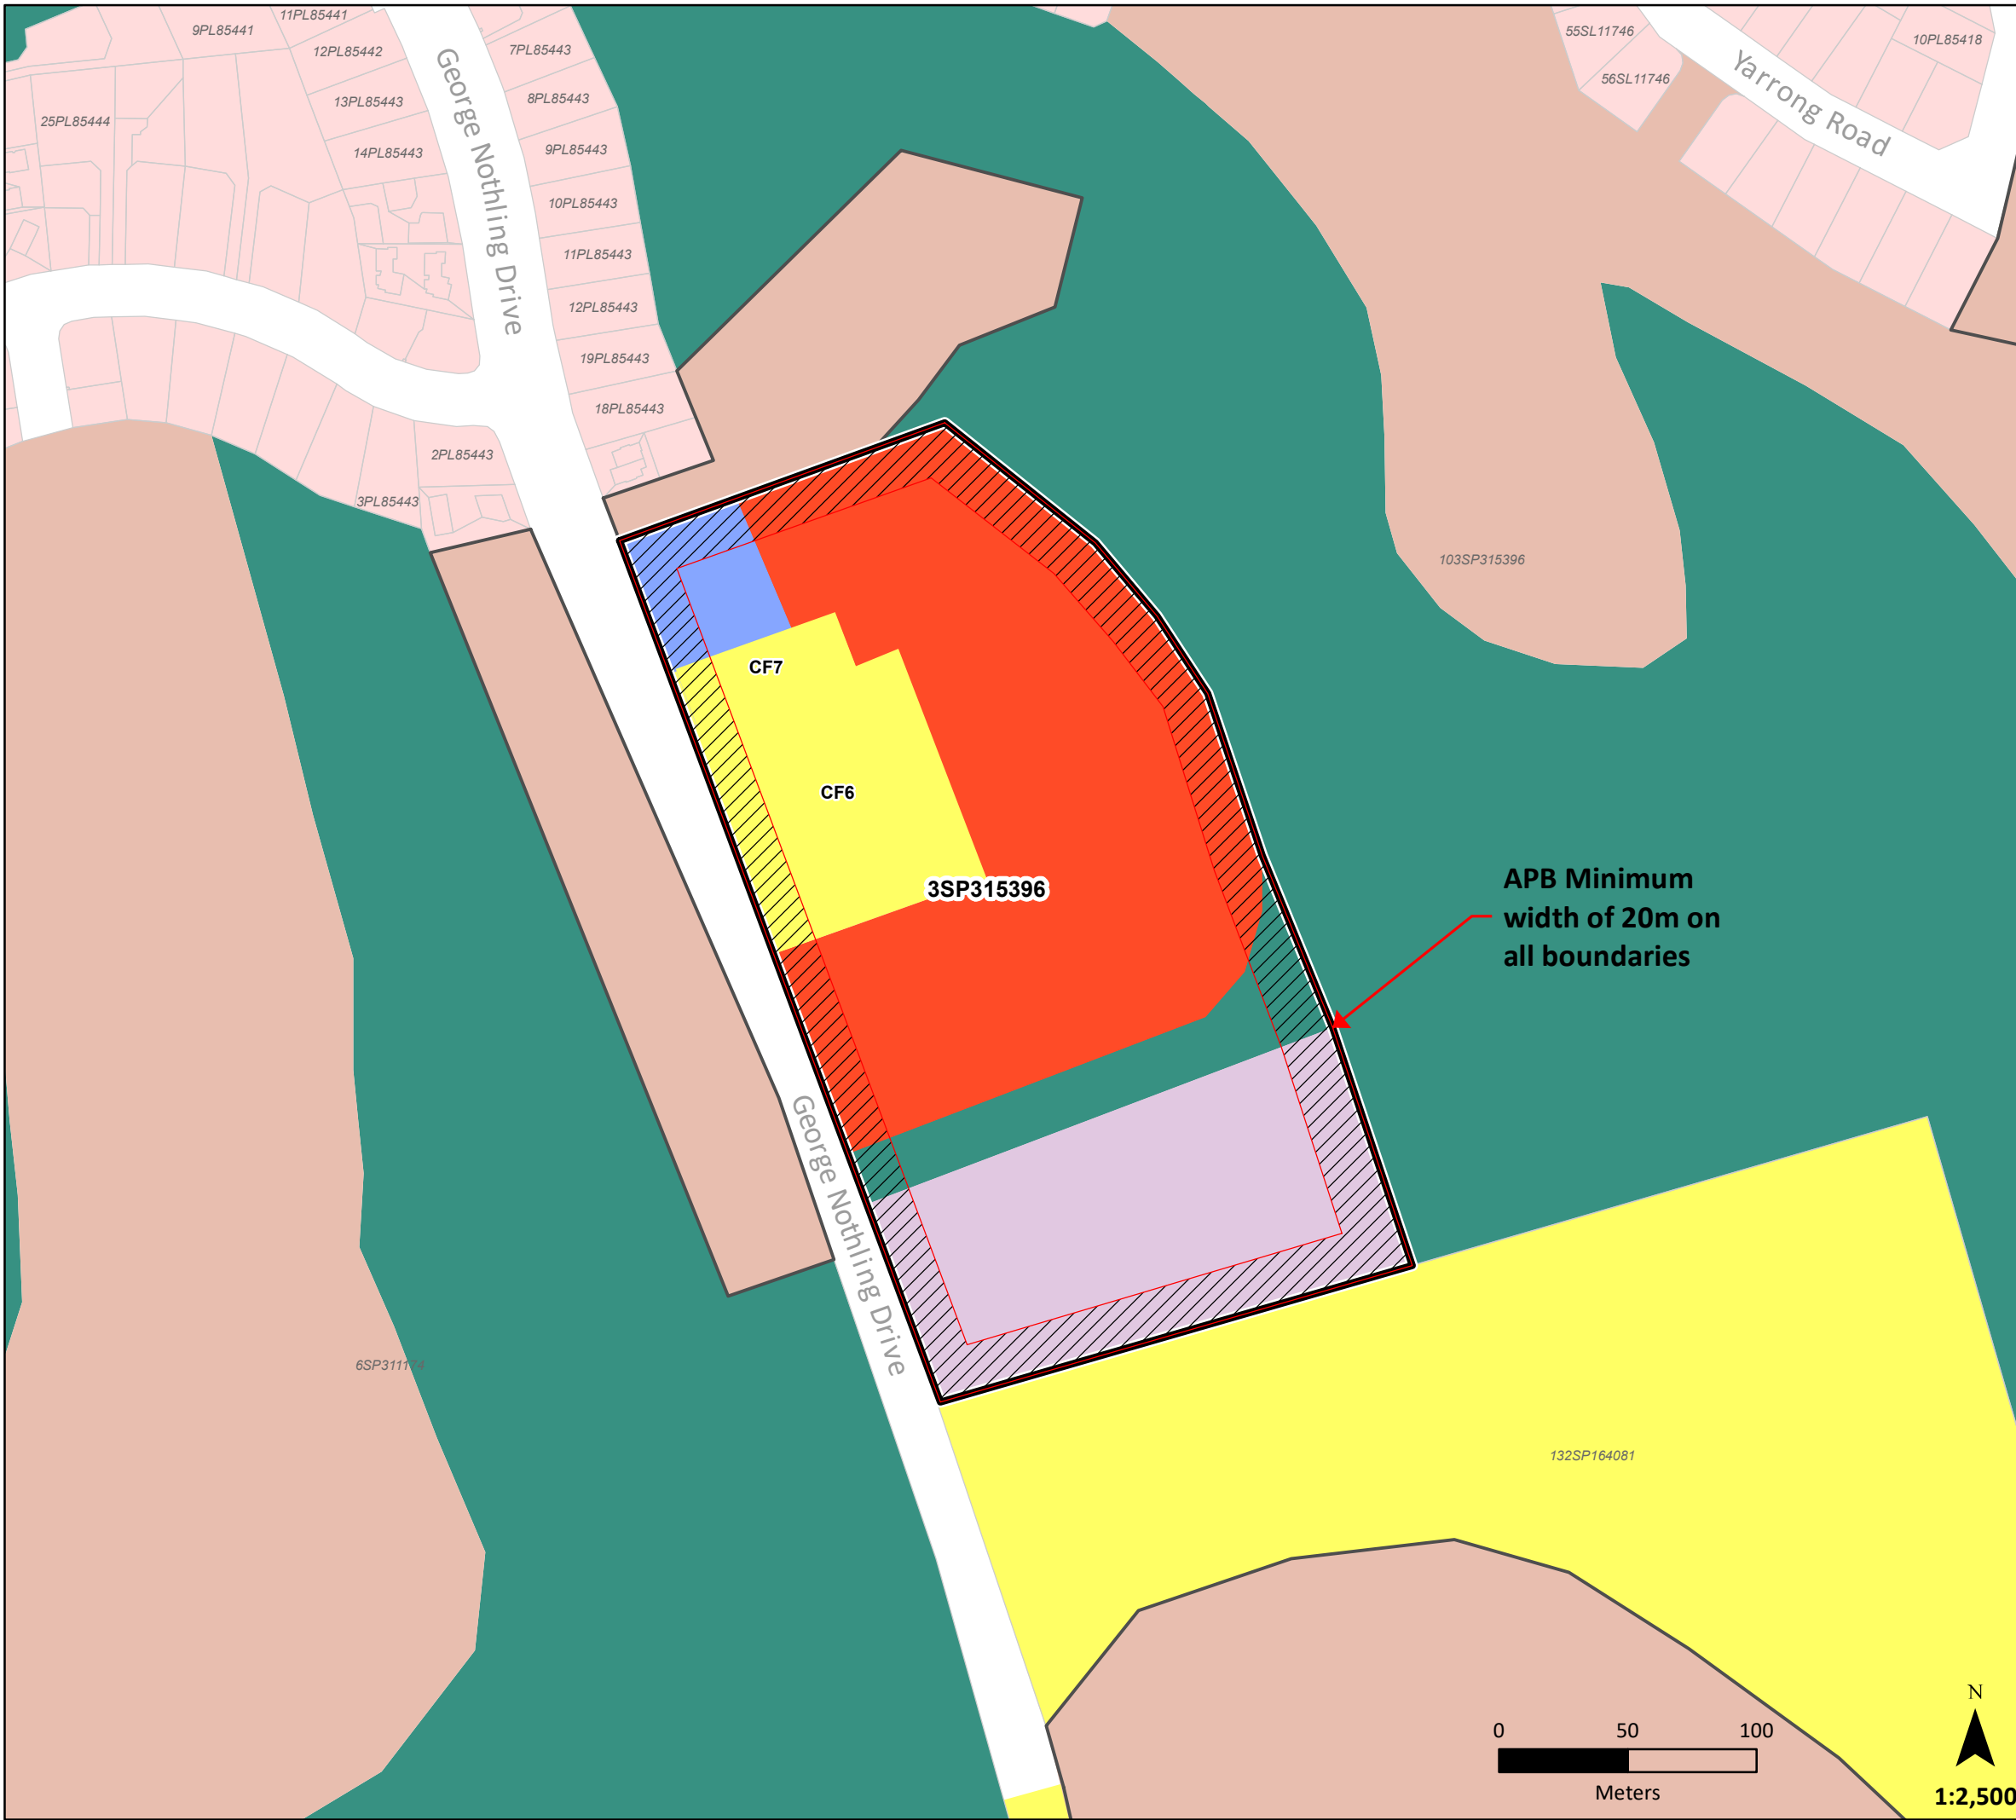 11PL85441
9PL85441
12PL85442
7PL85443
55SL11746
10PL85418
56SL11746
Yarrong Road
13PL85443
8PL85443
25PL85444
14PL85443
9PL85443
George Nothling Drive
10PL85443
11PL85443
12PL85443
19PL85443
18PL85443
2PL85443
3PL85443
103SP315396
CF7
CF6
3SP315396
APB Minimum
width of 20m on
all boundaries
George Nothling Drive
6SP311174
132SP164081
N
0 50 100
Meters
1:2,500